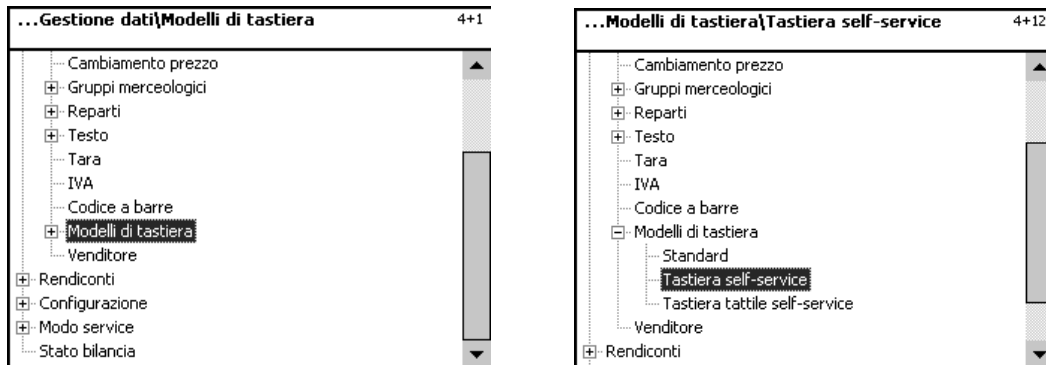 ...Gestione dati\Modelli di tastiera 4+1
Cambiamento prezzo
Gruppi merceologici
Reparti
Testo
Tara
IVA
Codice a barre
Modelli di tastiera
Venditore
Rendiconti
Configurazione
Modo service
Stato bilancia
...Modelli di tastiera\Tastiera self-service 4+12
Cambiamento prezzo
Gruppi merceologici
Reparti
Testo
Tara
IVA
Codice a barre
Modelli di tastiera
Standard
Tastiera self-service
Tastiera tattile self-service
Venditore
Rendiconti